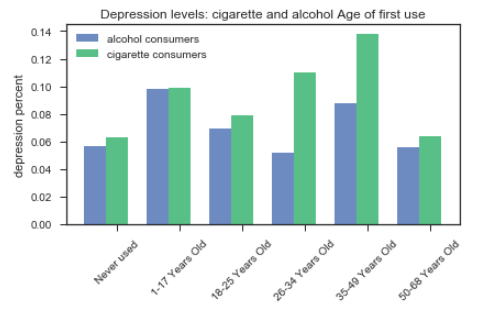 Depression levels: cigarette and alcohol Age of first use
alcohol consumers
cigarette consumers
depression percent
0.14
0.12
0.10
0.08
0.06
0.04
0.02
0.00
Never used
1-17 Years Old
18-25 Years Old
26-34 Years Old
35-49 Years Old
50-68 Years Old